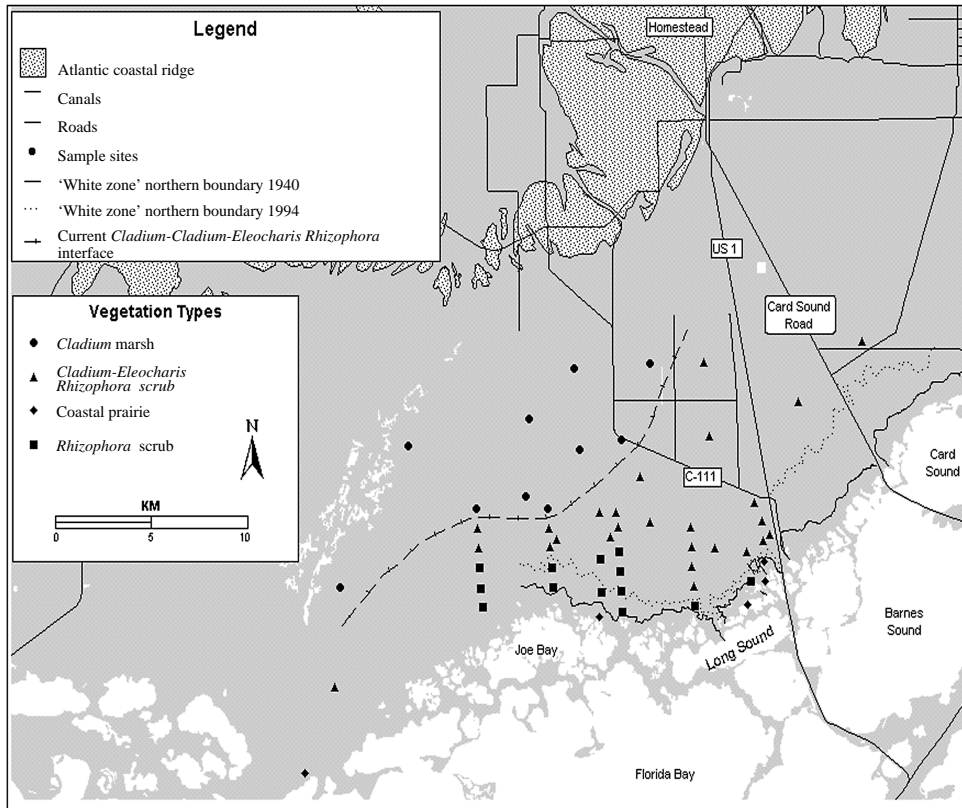 Legend
Atlantic coastal ridge
Canals
Roads
Sample sites
‘White zone’ northern boundary 1940
‘White zone’ northern boundary 1994
Current Cladium-Cladium-Eleocharis Rhizophora
interface
Vegetation Types
Cladium marsh
Cladium-Eleocharis
Rhizophora scrub
Coastal prairie
Rhizophora scrub
N
KM
0 5 10
Homestead
US 1
Card Sound
Road
C-111
Card
Sound
Barnes
Sound
Long Sound
Joe Bay
Florida Bay